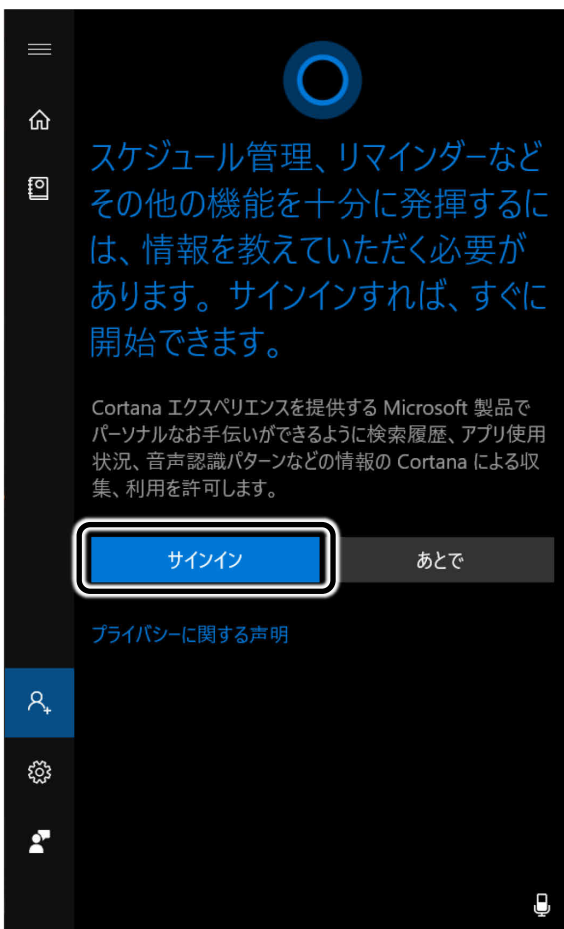 スケジュール管理、リマインダーなど
その他の機能を十分に発揮するに
は、情報を教えていただく必要が
あります。サインインすれば、すぐに
開始できます。
Cortana エクスペリエンスを提供する Microsoft 製品で
パーソナルなお手伝いができるように検索履歴、アプリ使用
状況、音声認識パターンなどの情報の Cortana による収
集、利用を許可します。
サインイン
あとで
プライバシーに関する声明